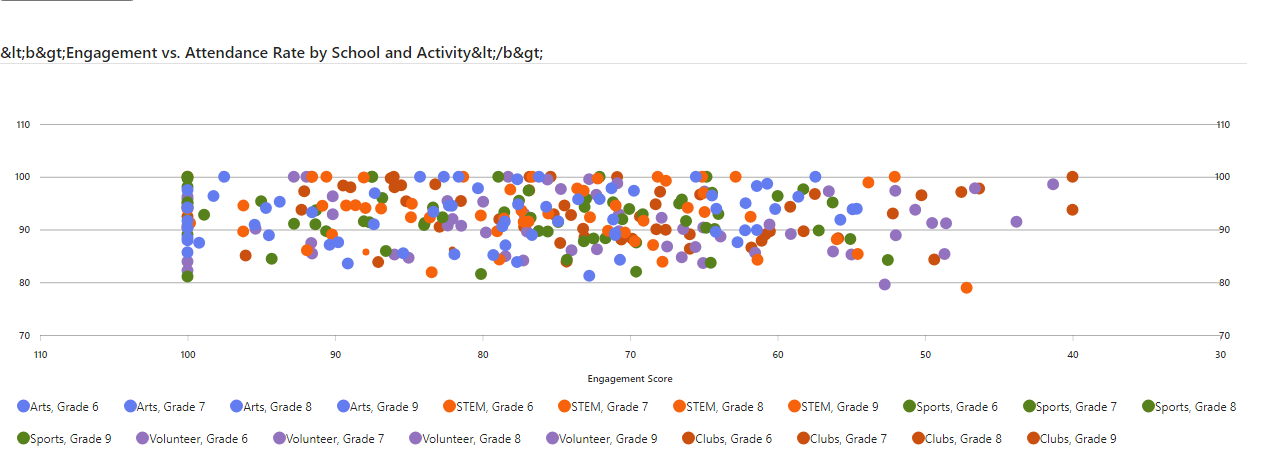 &lt;b&gt;Engagement vs. Attendance Rate by School and Activity&lt;/b&gt;
110 110
100 100
90 90
80 80
70 70
110 100 90 80 70 60 50 40 30
Engagement Score
Arts, Grade 6 Arts, Grade 7 Arts, Grade 8 Arts, Grade 9 STEM, Grade 6 STEM, Grade 7 STEM, Grade 8 STEM, Grade 9 Sports, Grade 6 Sports, Grade 7 Sports, Grade 8
Sports, Grade 9 Volunteer, Grade 6 Volunteer, Grade 7 Volunteer, Grade 8 Volunteer, Grade 9 Clubs, Grade 6 Clubs, Grade 7 Clubs, Grade 8 Clubs, Grade 9